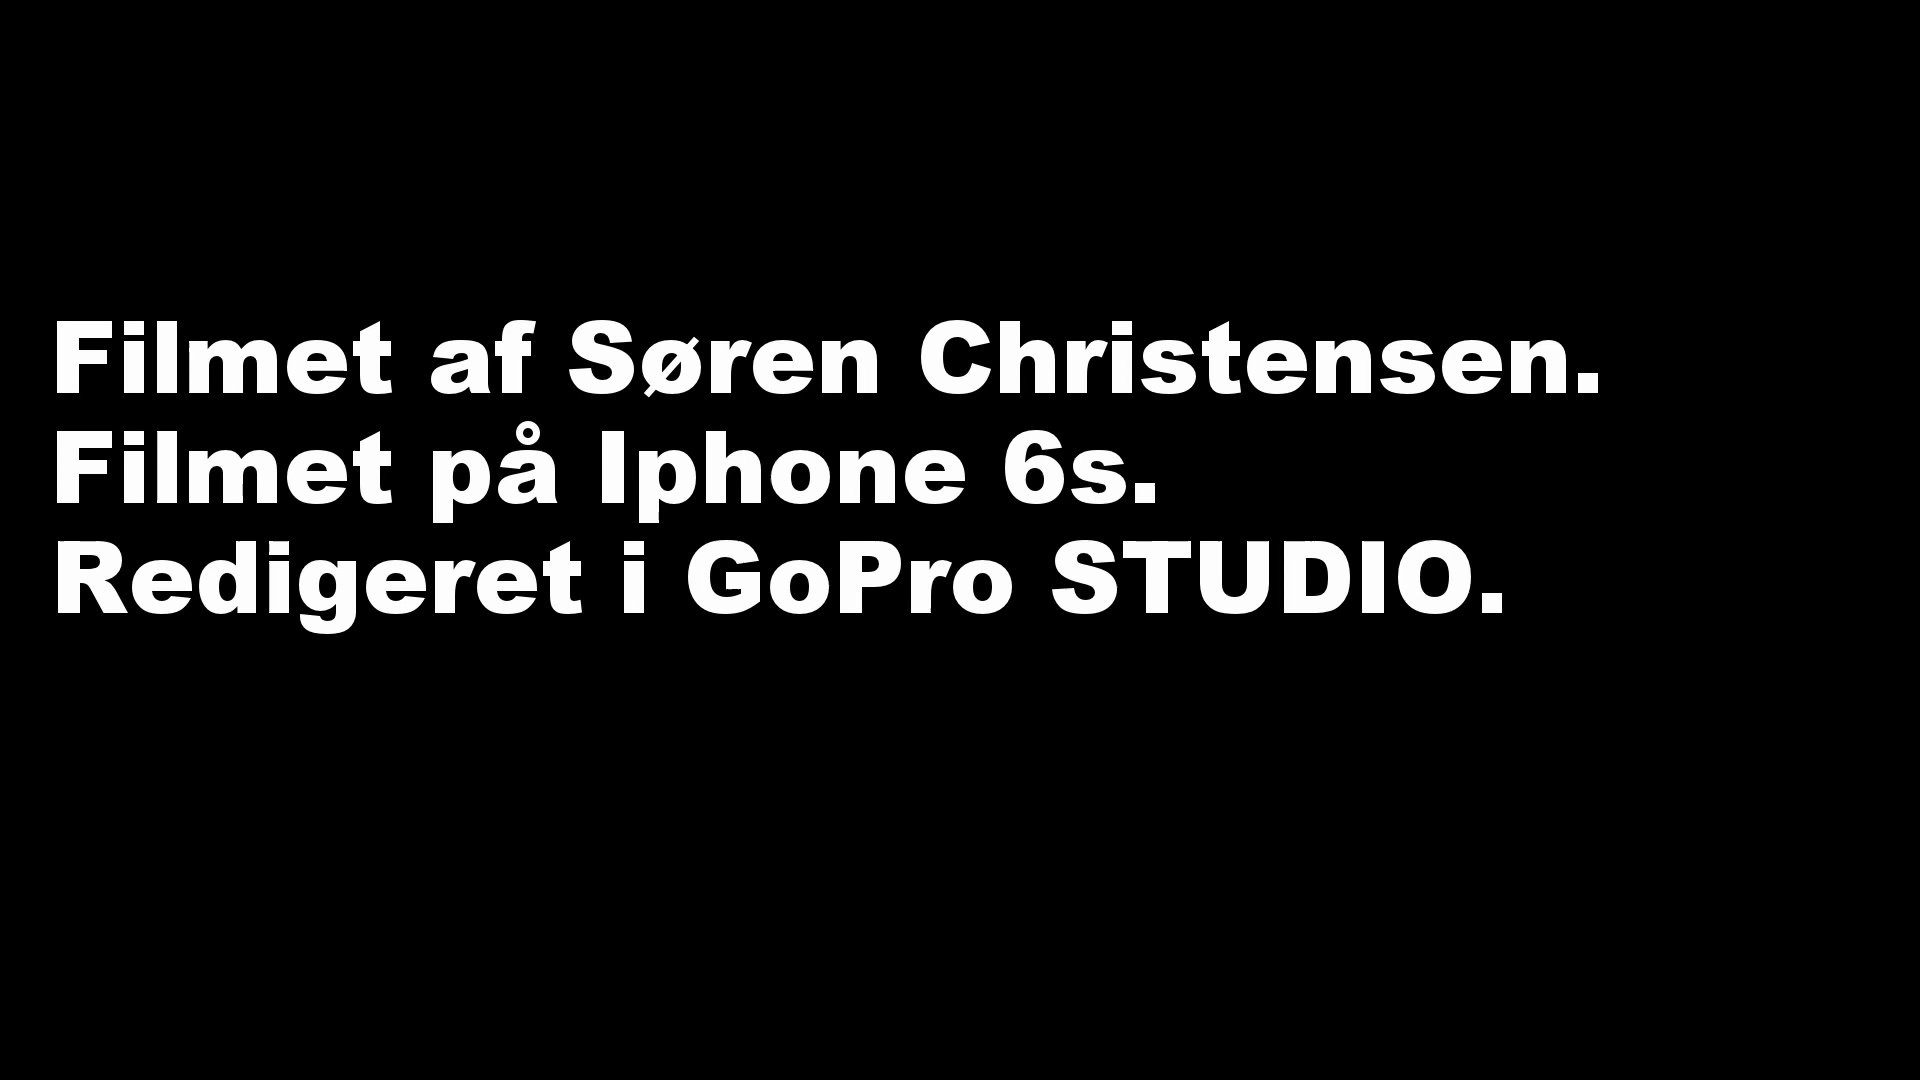 Filmet af Søren Christensen.
Filmet på Iphone 6s.
Redigeret i GoPro STUDIO.